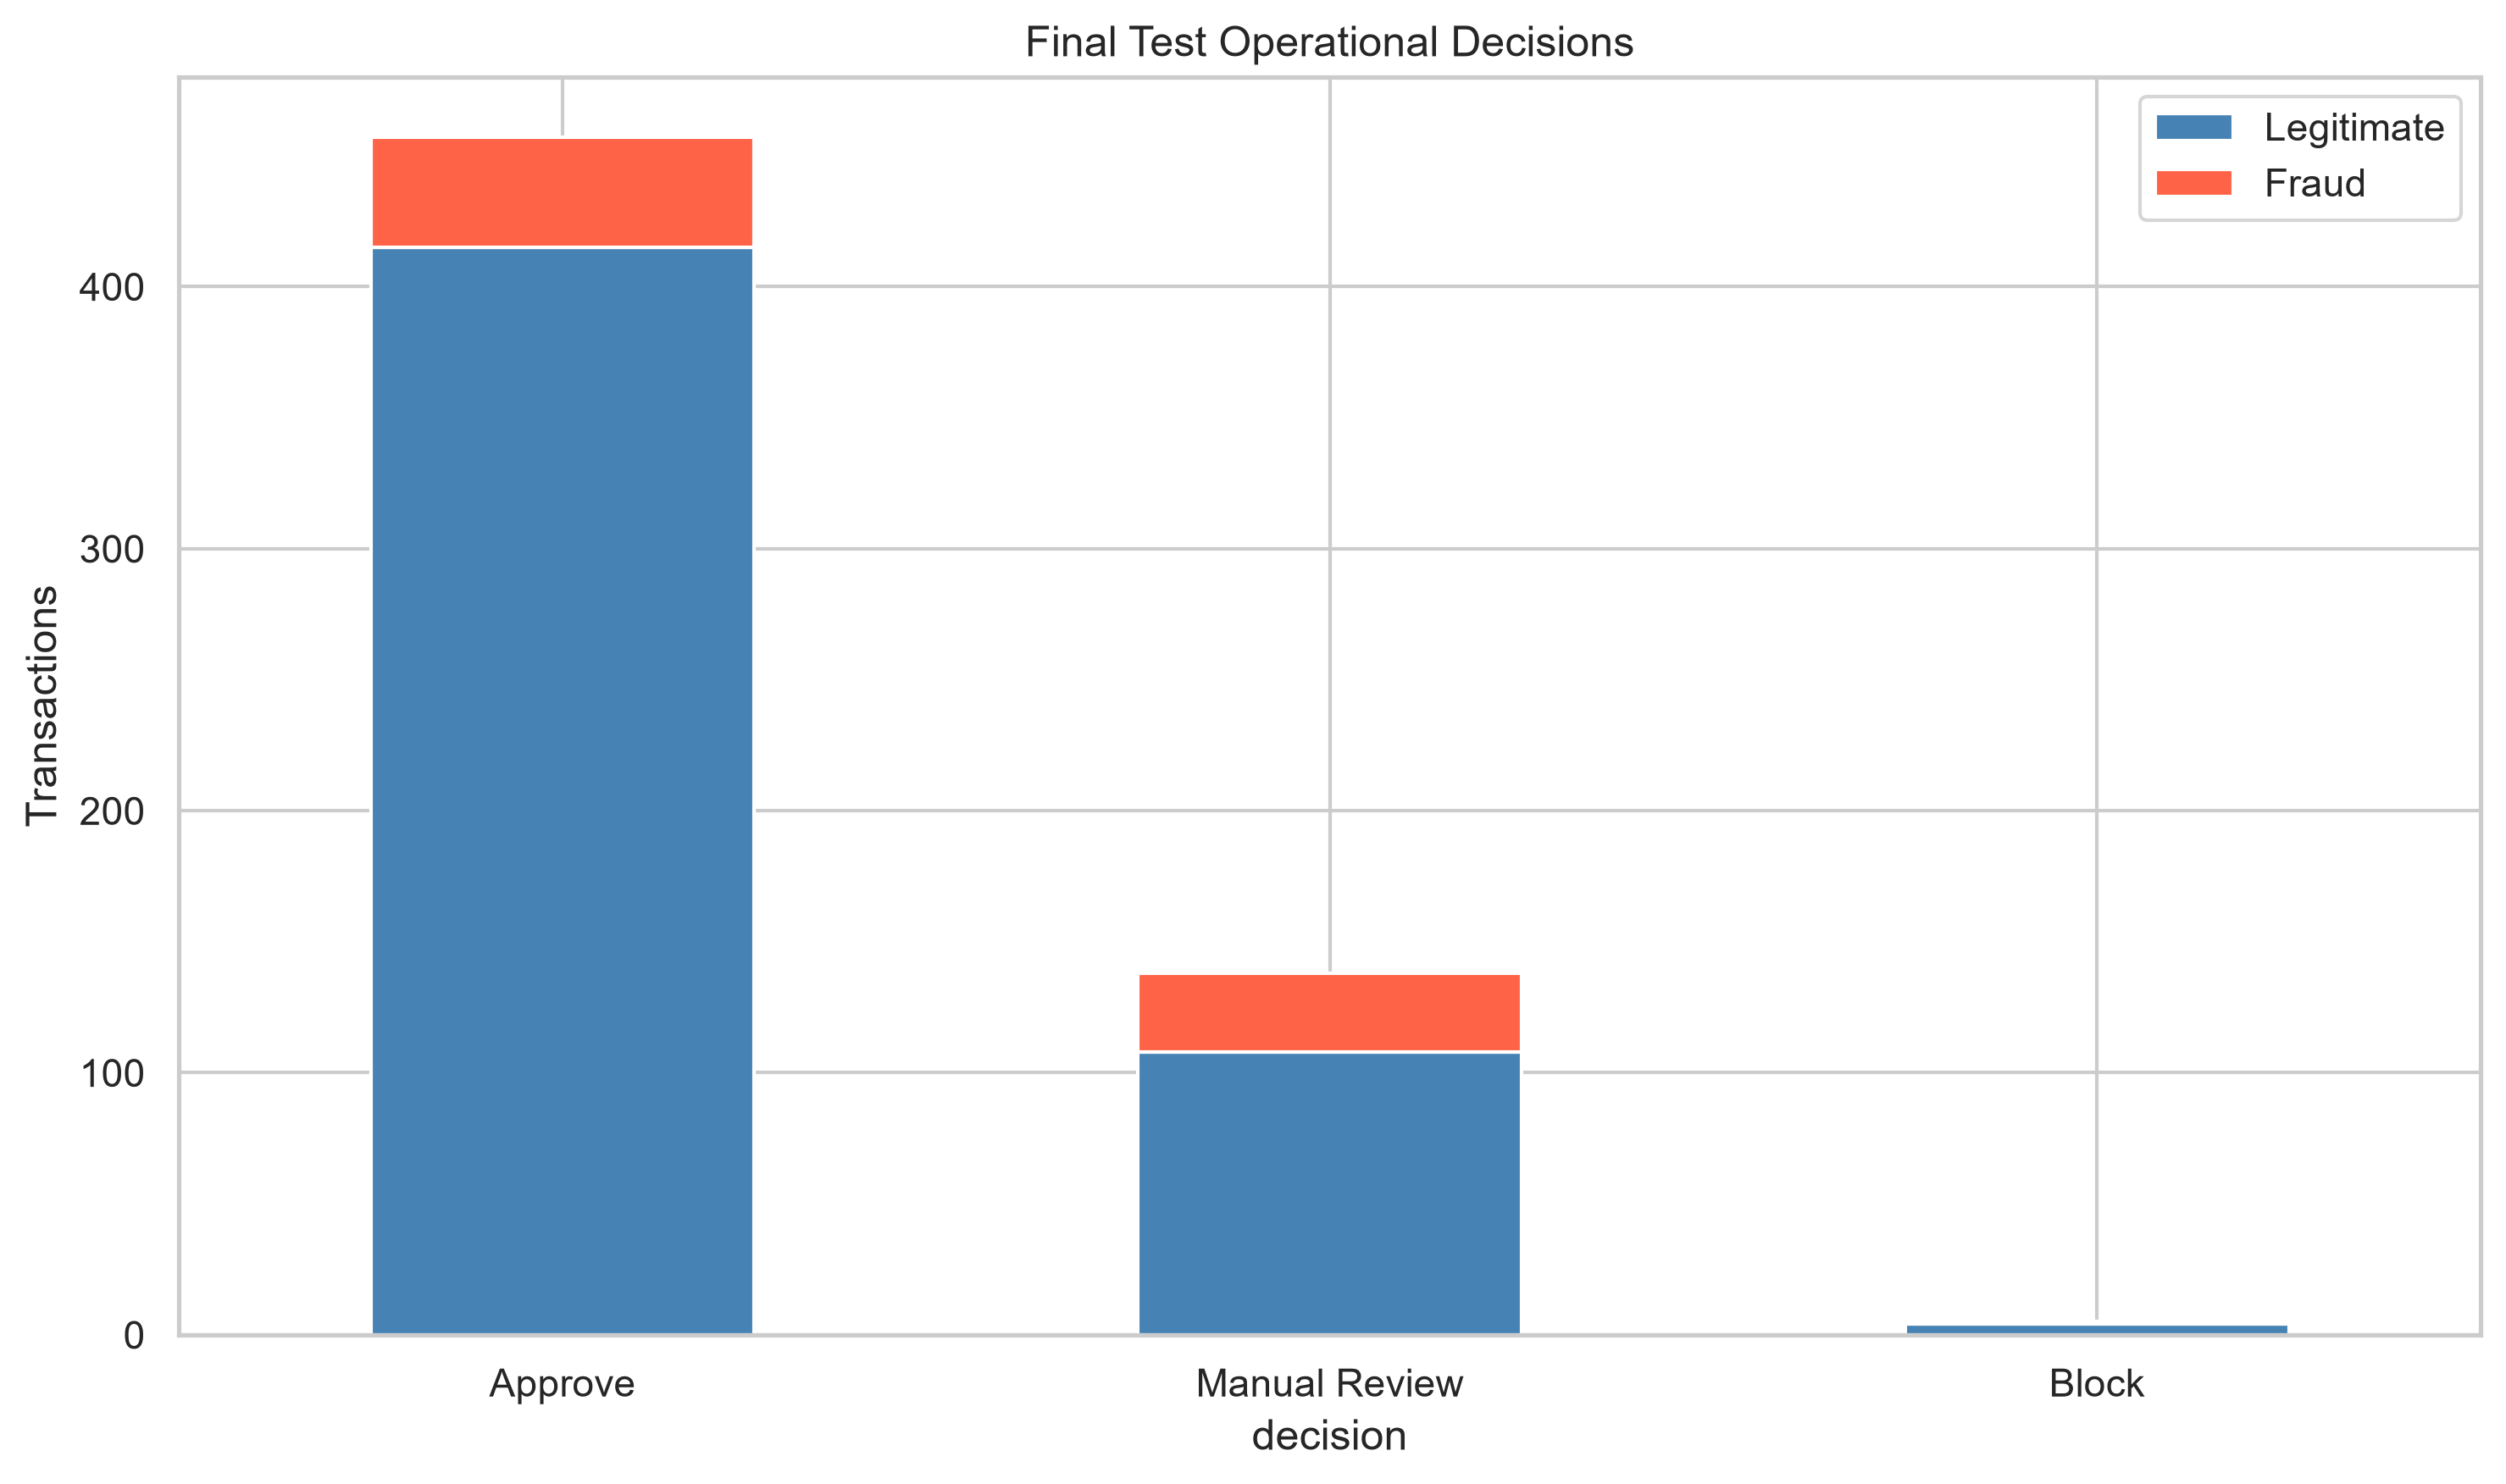 Final Test Operational Decisions
Legitimate
Fraud
Transactions
400
300
200
100
0
Approve
Manual Review
Block
decision